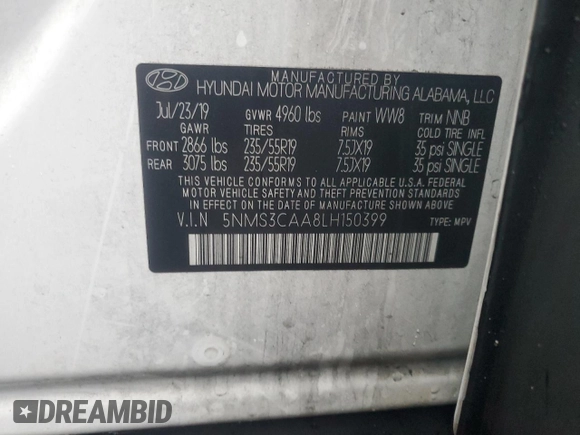 MANUFACTURED BY
HYUNDAI MOTOR MANUFACTURING ALABAMA, LLC
Jul/23/19 GVWR 4960 lbs PAINT WW8 TRIM NNB
GAWR TIRES RIMS COLD TIRE INFL
FRONT 2866 lbs 235/55R19 7.5JX19 35 psi SINGLE
REAR 3075 lbs 235/55R19 7.5JX19 35 psi SINGLE
THIS VEHICLE CONFORMS TO ALL APPLICABLE U.S.A. FEDERAL
MOTOR VEHICLE SAFETY AND THEFT PREVENTION STANDARDS
IN EFFECT ON THE DATE OF MANUFACTURE SHOWN ABOVE.
V.I.N 5NMS3CAA8LH150399 TYPE: MPV
DREAMBID